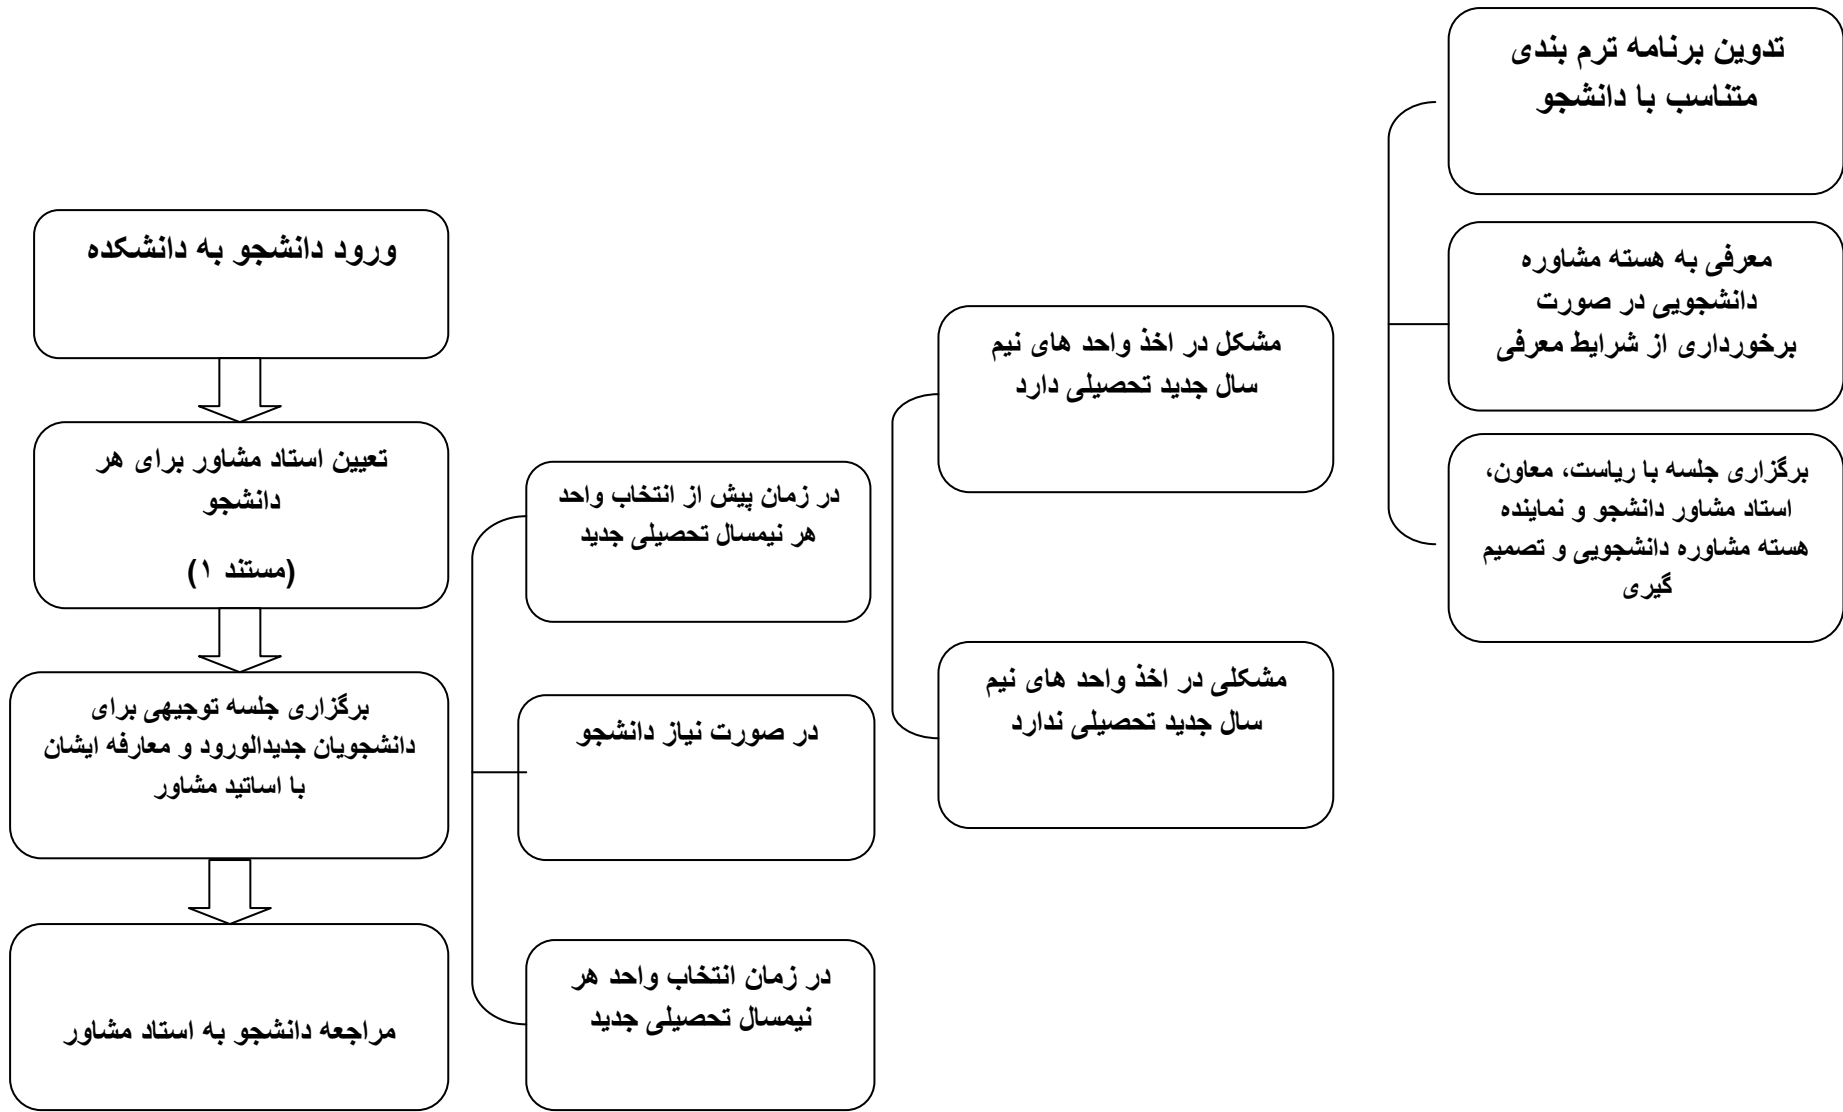 ورود دانشجو به دانشکده
تعیین استاد مشاور برای هر
دانشجو
(مستند ۱)
برگزاری جلسه توجیهی برای
دانشجویان جدیدالورود و معارفه ایشان
با اساتید مشاور
مراجعه دانشجو به استاد مشاور
در زمان پیش از انتخاب واحد
هر نیمسال تحصیلی جدید
در صورت نیاز دانشجو
در زمان انتخاب واحد هر
نیمسال تحصیلی جدید
مشکل در اخذ واحد های نیم
سال جدید تحصیلی دارد
مشکلی در اخذ واحد های نیم
سال جدید تحصیلی ندارد
تدوین برنامه ترم بندی
متناسب با دانشجو
معرفی به هسته مشاوره
دانشجویی در صورت
برخورداری از شرایط معرفی
برگزاری جلسه با ریاست، معاون،
استاد مشاور دانشجو و نماینده
هسته مشاوره دانشجویی و تصمیم
گیری